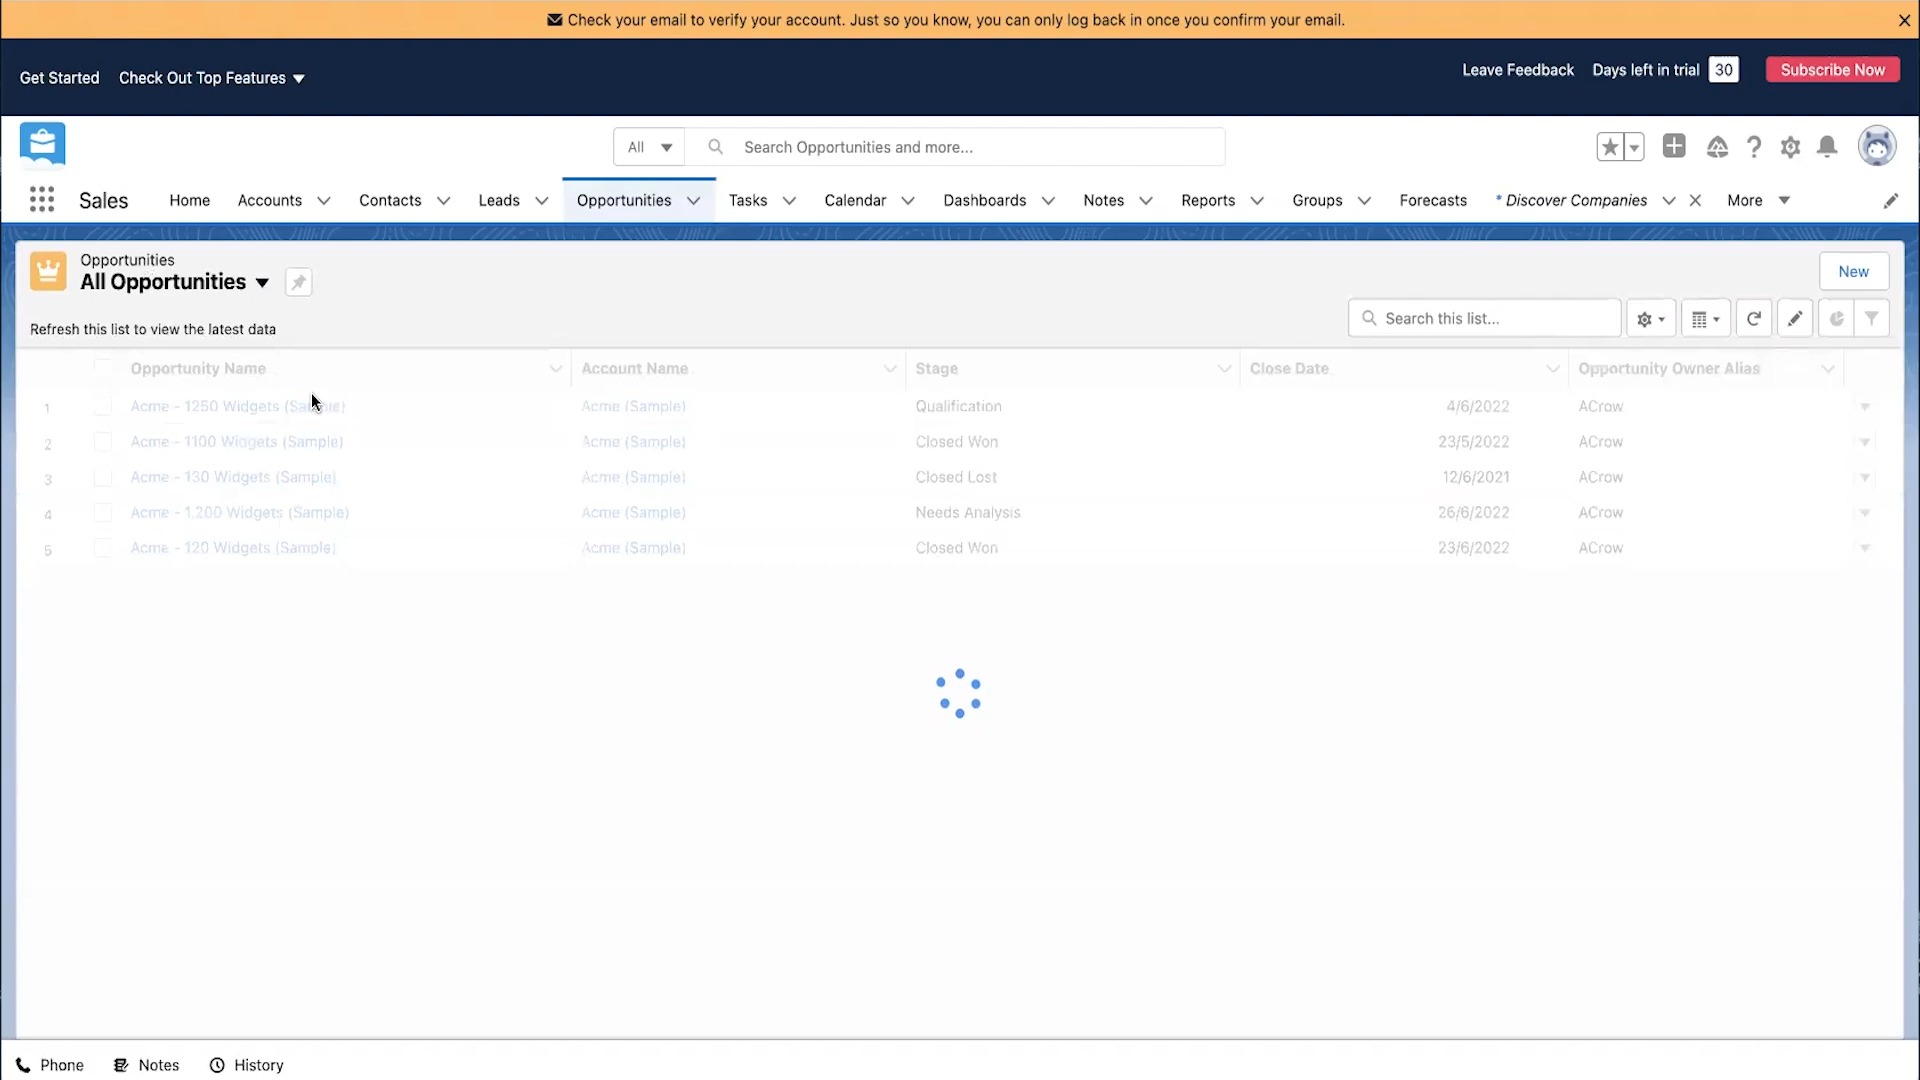 Check your email to verify your account. Just so you know, you can only log back in once you confirm your email.
Get Started Check Out Top Features Leave Feedback Days left in trial 30 Subscribe Now
All Search Opportunities and more...
Sales Home Accounts Contacts Leads Opportunities Tasks Calendar Dashboards Notes Reports Groups Forecasts * Discover Companies More
Opportunities
All Opportunities New
Refresh this list to view the latest data Search this list...
Opportunity Name Account Name Stage Close Date Opportunity Owner Alias
1 Acme - 1250 Widgets (Sample) Acme (Sample) Qualification 4/6/2022 ACrow
2 Acme - 1100 Widgets (Sample) Acme (Sample) Closed Won 23/5/2022 ACrow
3 Acme - 130 Widgets (Sample) Acme (Sample) Closed Lost 12/6/2021 ACrow
4 Acme - 1,200 Widgets (Sample) Acme (Sample) Needs Analysis 26/6/2022 ACrow
5 Acme - 120 Widgets (Sample) Acme (Sample) Closed Won 23/6/2022 ACrow
Phone Notes History